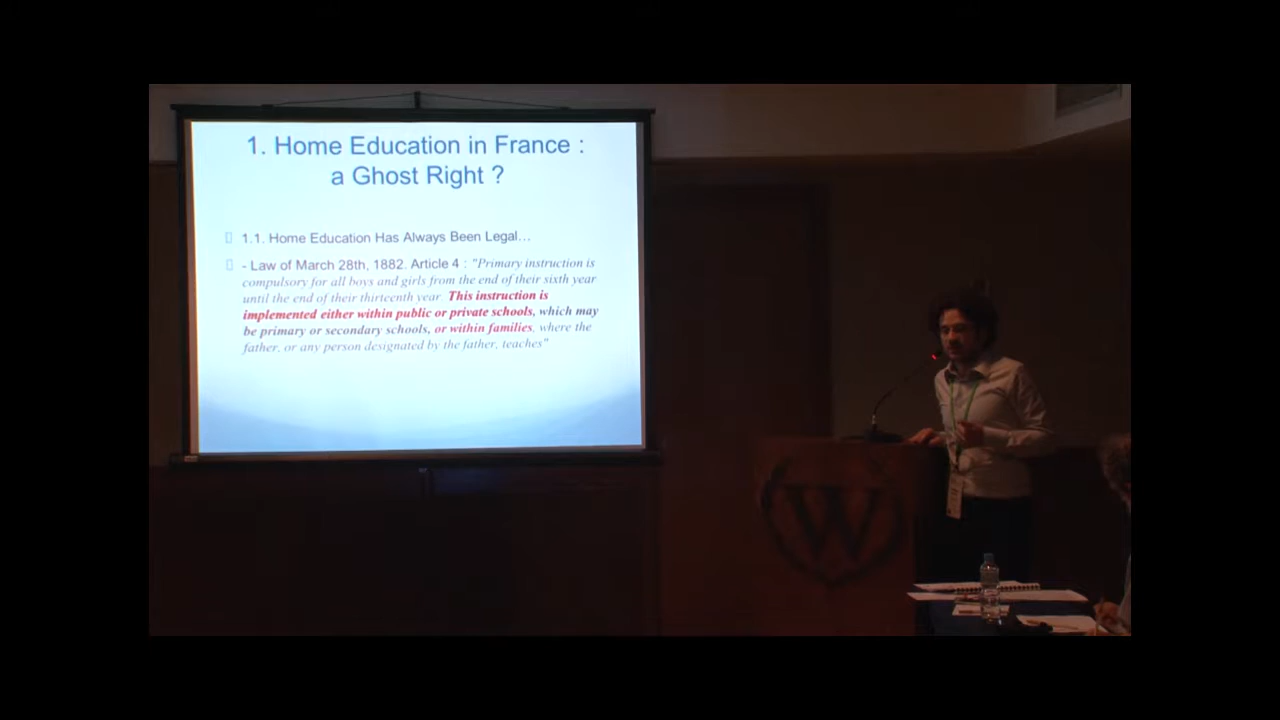 1. Home Education in France :
a Ghost Right ?
1.1. Home Education Has Always Been Legal...
- Law of March 28th, 1882. Article 4 : "Primary instruction is
compulsory for all boys and girls from the end of their sixth year
until the end of their thirteenth year. This instruction is
implemented either within public or private schools, which may
be primary or secondary schools, or within families, where the
father, or any person designated by the father, teaches"
W